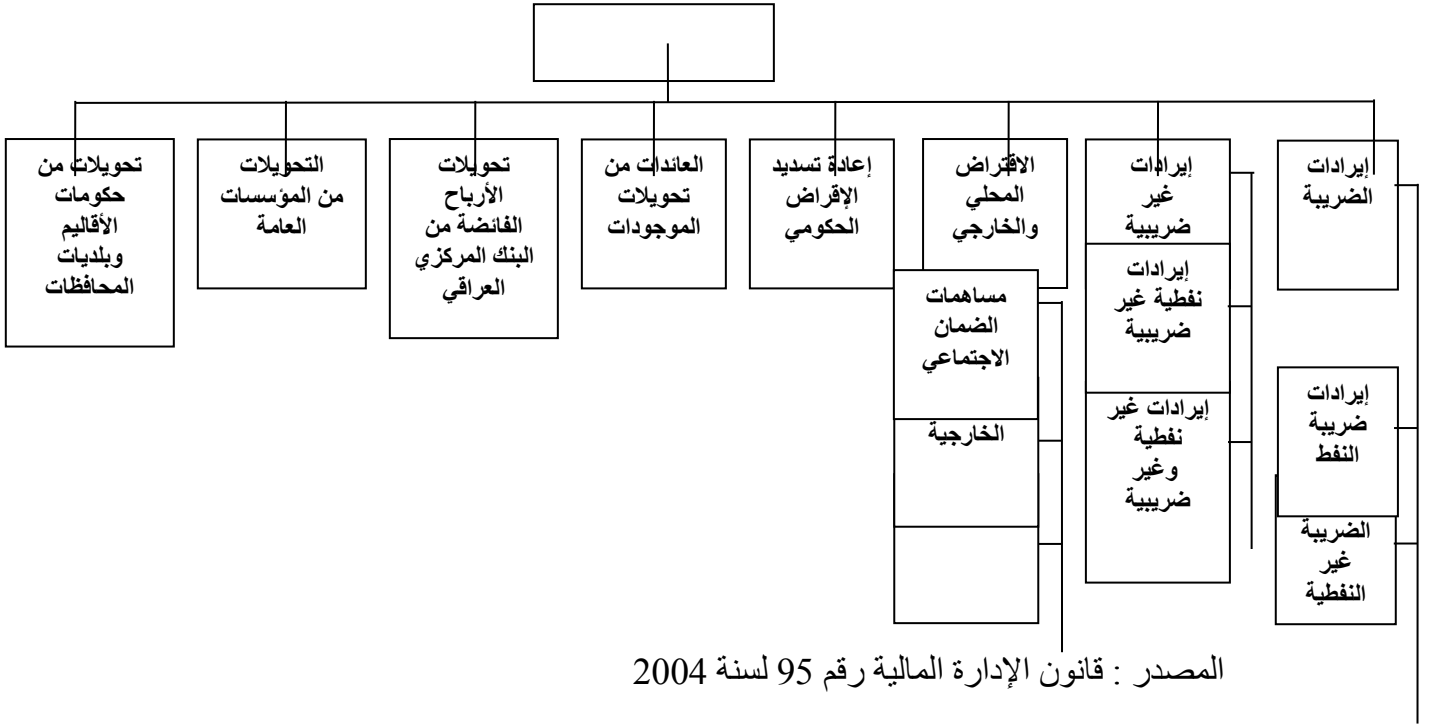 إيرادات
الضريبة
إيرادات
غير
ضريبية
الاقتراض
المحلي
والخارجي
إعادة تسديد
الإقراض
الحكومي
العائدات من
تحويلات
الموجودات
تحويلات
الأرباح
الفائضة من
البنك المركزي
العراقي
التحويلات
من المؤسسات
العامة
تحويلات من
حكومات
الأقاليم
وبلديات
المحافظات
إيرادات
ضريبة
النفط
الضريبة
غير
النفطية
إيرادات
نفطية غير
ضريبية
إيرادات غير
نفطية
وغير
ضريبية
مساهمات
الضمان
الاجتماعي
الخارجية
المصدر : قانون الإدارة المالية رقم 95 لسنة 2004